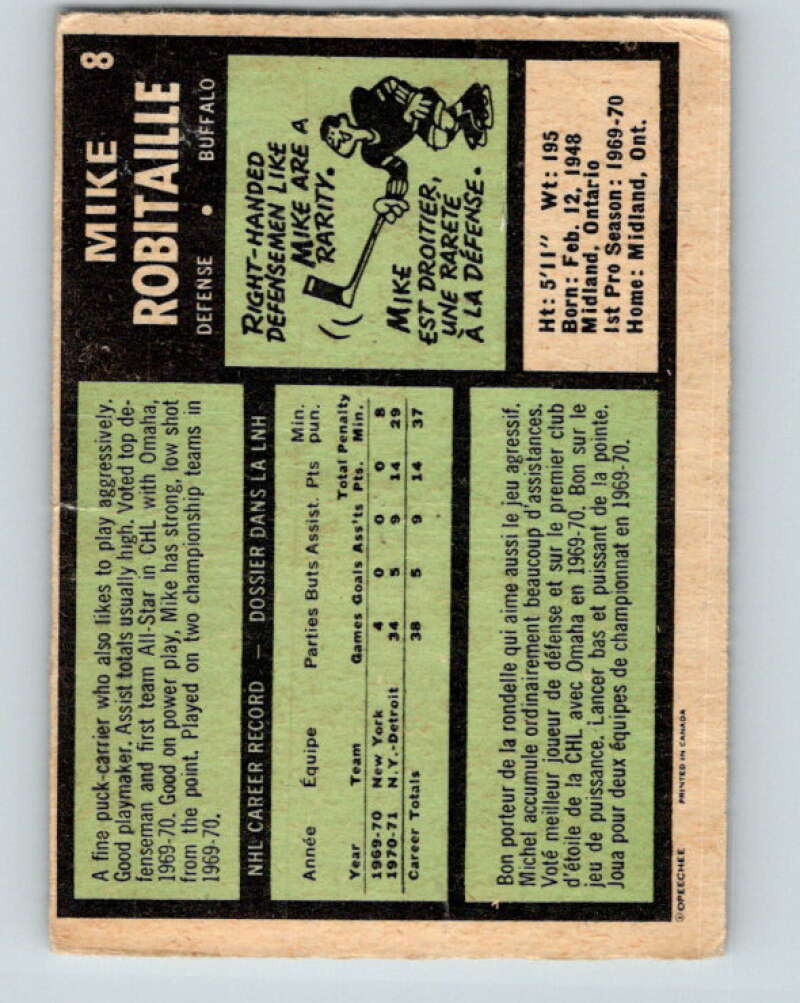 8
MIKE
ROBITAILLE
DEFENSE • BUFFALO
A fine puck-carrier who also likes to play aggressively.
Good playmaker. Assist totals usually high. Voted top de-
fenseman and first team All-Star in CHL with Omaha,
1969-70. Good on power play, Mike has strong, low shot
from the point. Played on two championship teams in
1969-70.
RIGHT-HANDED
DEFENSEMEN LIKE
MIKE ARE A
RARITY.
MIKE
EST DROITIER,
UNE RARETÉ
À LA DÉFENSE.
NHL CAREER RECORD — DOSSIER DANS LA LNH
Min.
Année Équipe Parties Buts Assist. Pts pun.
Total Penalty
Year Team Games Goals Ass'ts Pts. Min.
1969-70 New York 4 0 0 0 8
1970-71 N.Y.-Detroit 34 5 9 14 29
Career Totals 38 5 9 14 37
Ht: 5'11" Wt: 195
Born: Feb. 12, 1948
Midland, Ontario
1st Pro Season: 1969-70
Home: Midland, Ont.
Bon porteur de la rondelle qui aime aussi le jeu agressif.
Michel accumule ordinairement beaucoup d'assistances.
Voté meilleur joueur de défense et sur le premier club
d'étoile de la CHL avec Omaha en 1969-70. Bon sur le
jeu de puissance. Lancer bas et puissant de la pointe.
Joua pour deux équipes de championnat en 1969-70.
© OPEECHEE PRINTED IN CANADA